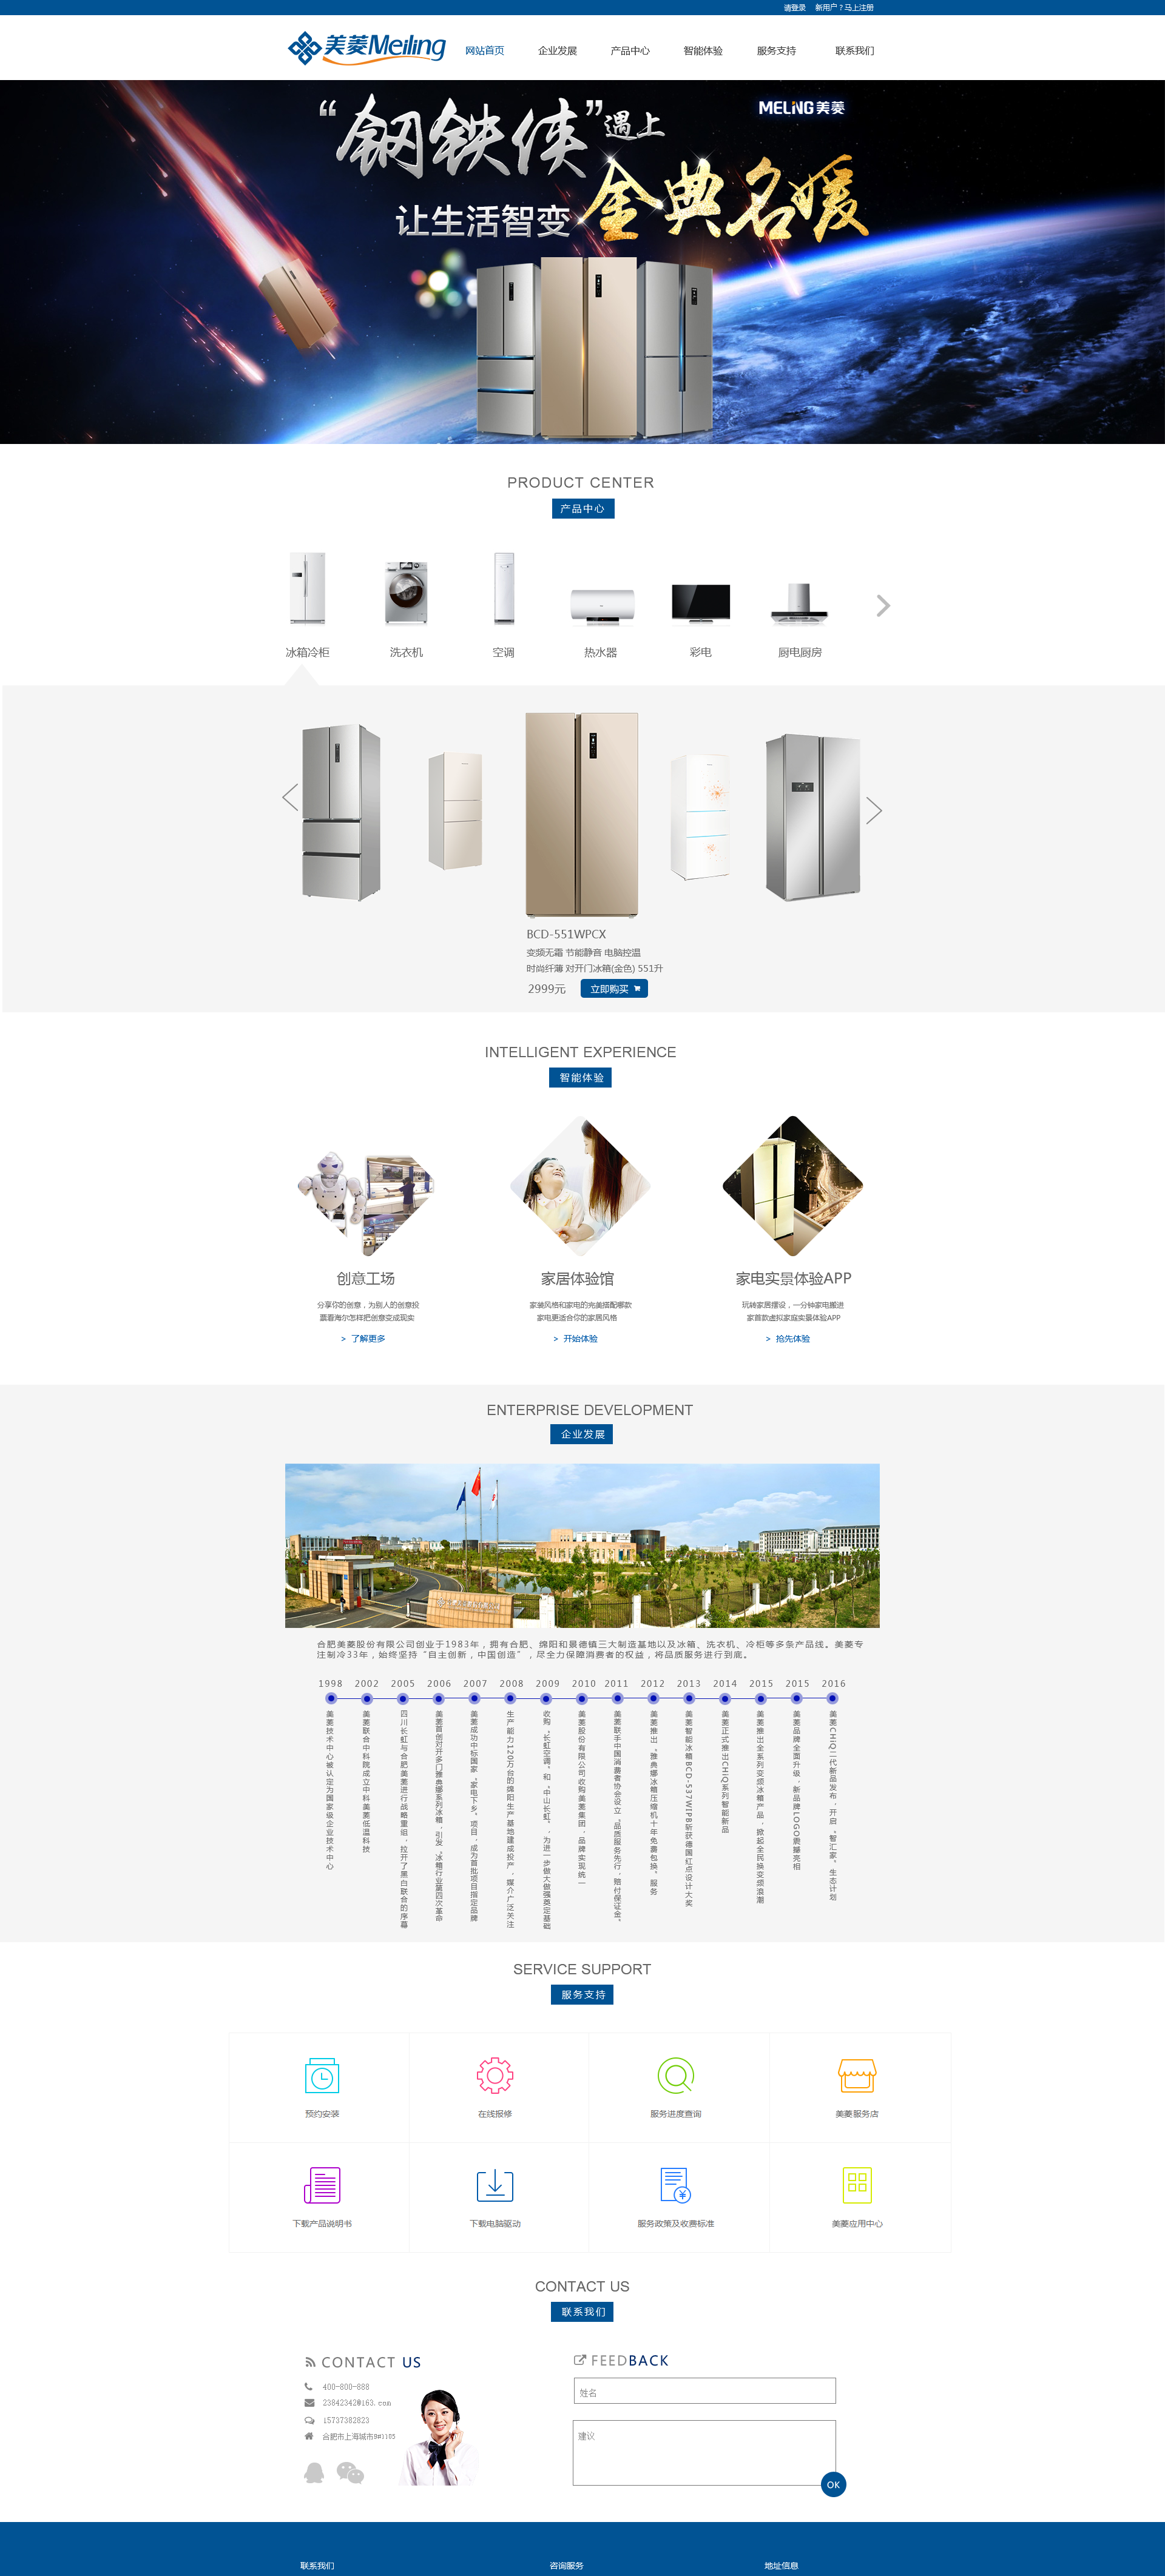 请登录 新用户？马上注册
美菱Meiling 网站首页 企业发展 产品中心 智能体验 服务支持 联系我们
MELING美菱
“钢铁侠”遇上
让生活智变 金典名媛
PRODUCT CENTER
产品中心
冰箱冷柜 洗衣机 空调 热水器 彩电 厨电厨房
BCD-551WPCX
变频无霜 节能静音 电脑控温
时尚纤薄 对开门冰箱(金色) 551升
2999元 立即购买
INTELLIGENT EXPERIENCE
智能体验
创意工场
分享你的创意，为别人的创意投
票看海尔怎样把创意变成现实
> 了解更多
家居体验馆
家装风格和家电的完美搭配哪款
家电更适合你的家居风格
> 开始体验
家电实景体验APP
玩转家居摆设，一分钟家电搬进
家首款虚拟家庭实景体验APP
> 抢先体验
ENTERPRISE DEVELOPMENT
企业发展
合肥美菱股份有限公司创业于1983年，拥有合肥、绵阳和景德镇三大制造基地以及冰箱、洗衣机、冷柜等多条产品线。美菱专
注制冷33年，始终坚持“自主创新，中国创造”，尽全力保障消费者的权益，将品质服务进行到底。
1998 2002 2005 2006 2007 2008 2009 2010 2011 2012 2013 2014 2015 2015 2016
美菱技术中心被认定为国家级企业技术中心
美菱联合中科院成立中科美菱低温科技
四川长虹与合肥美菱进行战略重组，拉开了黑白联合的序幕
美菱首创对开多门雅典娜系列冰箱，引发“冰箱行业第四次革命
美菱成功中标国家“家电下乡”项目，成为首批项目指定品牌
生产能力120万台的绵阳生产基地建成投产，媒介广泛关注
收购“长虹空调”和“中山长虹”，为进一步做大做强奠定基础
美菱股份有限公司收购美菱集团，品牌实现统一
美菱联手中国消费者协会设立“品质服务先行，赔付保证金”
美菱推出“雅典娜冰箱压缩机十年免费包换”服务
美菱智能冰箱BCD-537WIPB斩获德国红点设计大奖
美菱正式推出CHiQ系列智能新品
美菱推出全系列变频冰箱产品，掀起全民换变频浪潮
美菱品牌全面升级，新品牌LOGO震撼亮相
美菱CHiQ二代新品发布，开启“智汇家”生态计划
SERVICE SUPPORT
服务支持
预约安装 在线报修 服务进度查询 美菱服务店
下载产品说明书 下载电脑驱动 服务政策及收费标准 美菱应用中心
CONTACT US
联系我们
CONTACT US
400-800-888
23842342@163.com
15737382823
合肥市上海城市8#1105
FEEDBACK
姓名
建议
OK
联系我们 咨询服务 地址信息